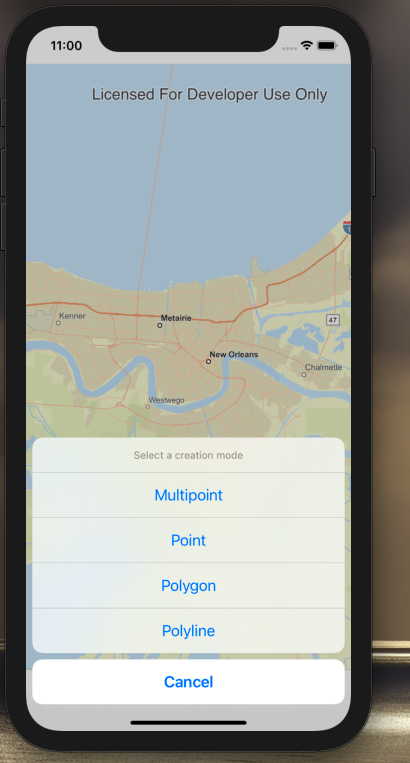 11:00
Licensed For Developer Use Only
Kenner
Metairie
47
New Orleans
Chalmette
Westwego
Select a creation mode
Multipoint
Point
Polygon
Polyline
Cancel